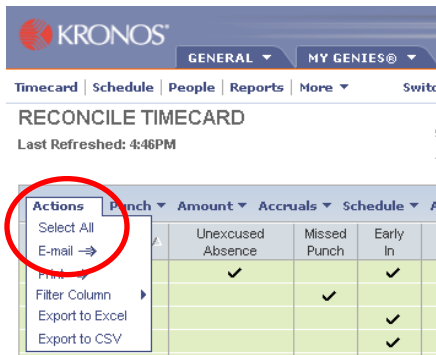 KRONOS®
GENERAL MY GENIES®
Timecard | Schedule | People | Reports | More
RECONCILE TIMECARD
Last Refreshed: 4:46PM
Actions Punch Amount Accruals Schedule
Select All
E-mail
Print
Filter Column
Export to Excel
Export to CSV
Unexcused
Absence
Missed
Punch
Early
In